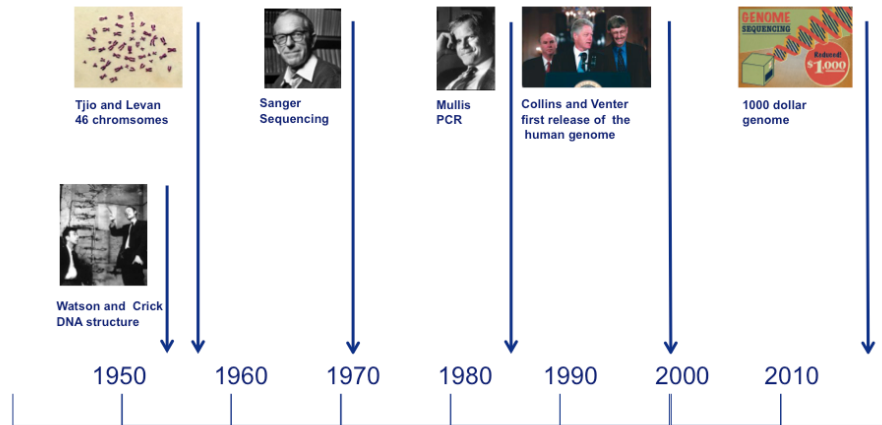 GENOME
SEQUENCING
Reduced!
$1,000
Tjio and Levan
46 chromsomes
Sanger
Sequencing
Mullis
PCR
Collins and Venter
first release of the
human genome
1000 dollar
genome
Watson and Crick
DNA structure
1950
1960
1970
1980
1990
2000
2010